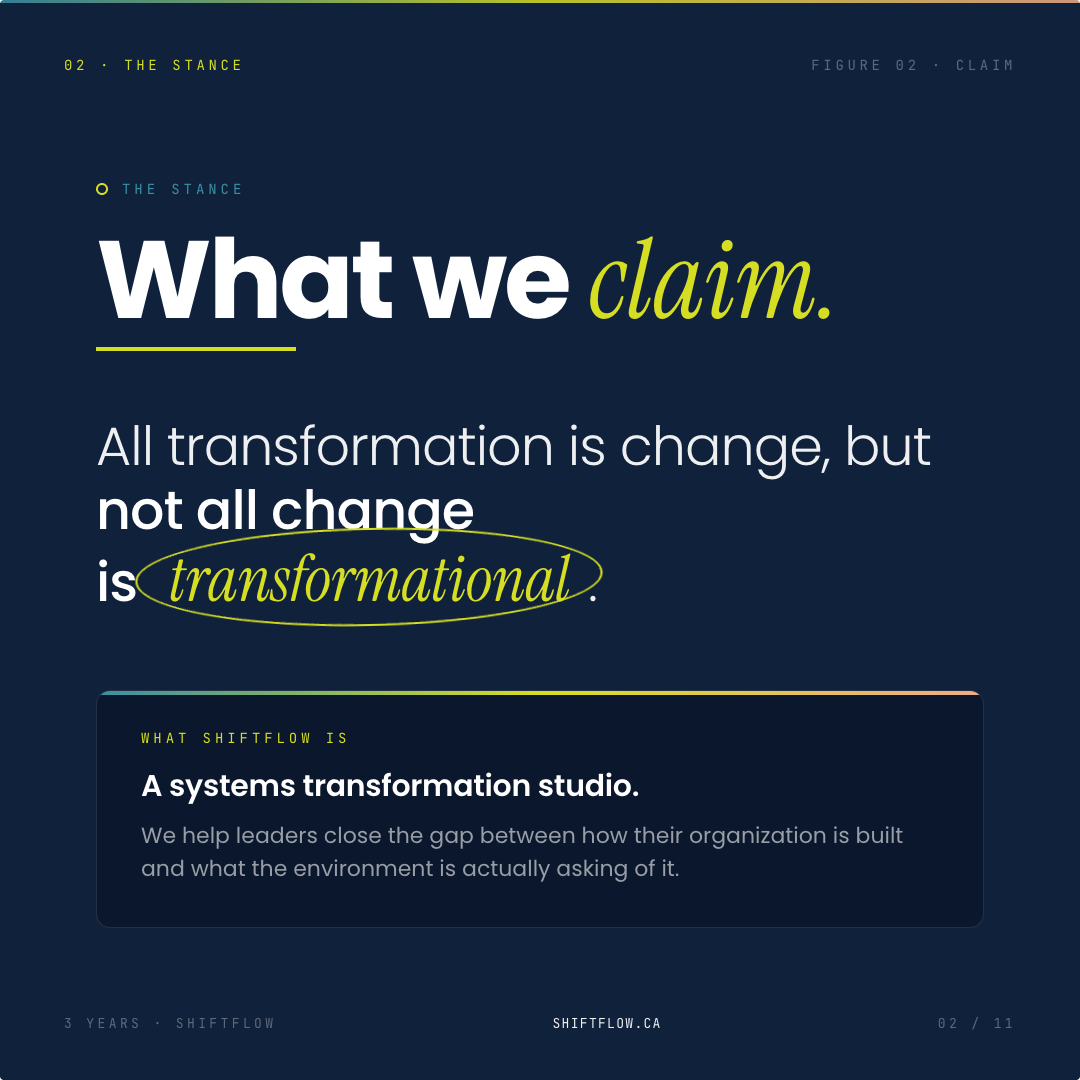 02 · THE STANCE
FIGURE 02 · CLAIM
THE STANCE
What we claim.
All transformation is change, but
not all change
is transformational.
WHAT SHIFTFLOW IS
A systems transformation studio.
We help leaders close the gap between how their organization is built
and what the environment is actually asking of it.
3 YEARS · SHIFTFLOW
SHIFTFLOW.CA
02 / 11